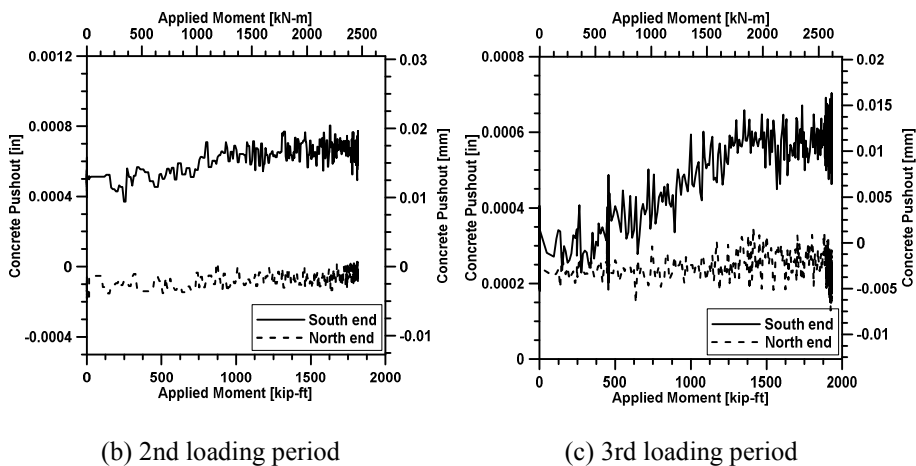 Applied Moment [kN-m]
0 500 1000 1500 2000 2500
0.0012
0.0008
0.0004
0
-0.0004
Concrete Pushout [in]
0.03
0.02
0.01
0
-0.01
Concrete Pushout [mm]
South end
North end
0 500 1000 1500 2000
Applied Moment [kip-ft]
(b) 2nd loading period
Applied Moment [kN-m]
0 500 1000 1500 2000 2500
0.0008
0.0006
0.0004
0.0002
0
Concrete Pushout [in]
0.02
0.015
0.01
0.005
0
-0.005
-0.01
Concrete Pushout [mm]
South end
North end
0 500 1000 1500 2000
Applied Moment [kip-ft]
(c) 3rd loading period